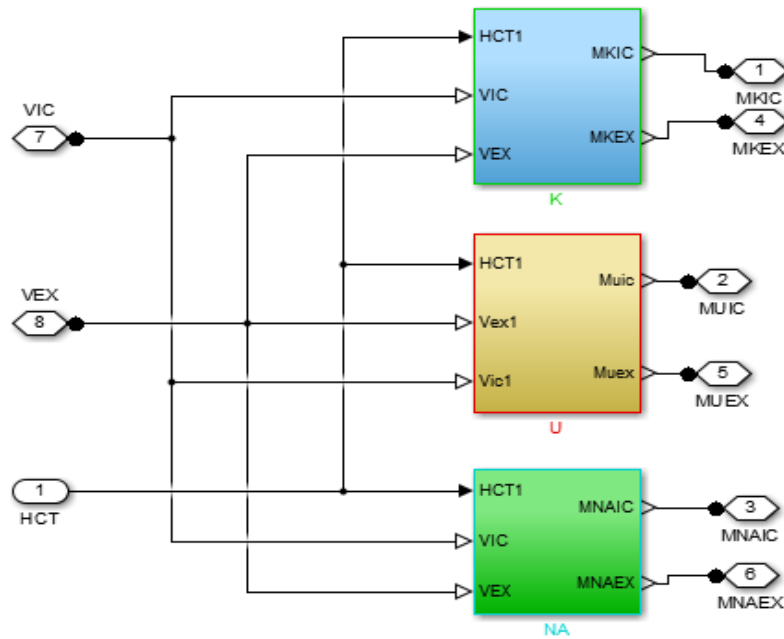 HCT1
MKIC
VIC
MKEX
VEX
K
1
MKIC
4
MKEX
VIC
7
HCT1
Muic
Vex1
Muex
Vic1
U
2
MUIC
5
MUEX
VEX
8
1
HCT
HCT1
MNAIC
VIC
MNAEX
VEX
NA
3
MNAIC
6
MNAEX